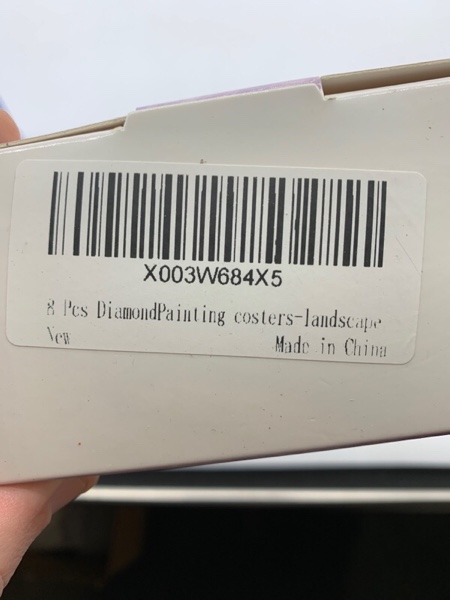 X003W684X5
8 Pcs DiamondPainting costers-landscape
New
Made in China